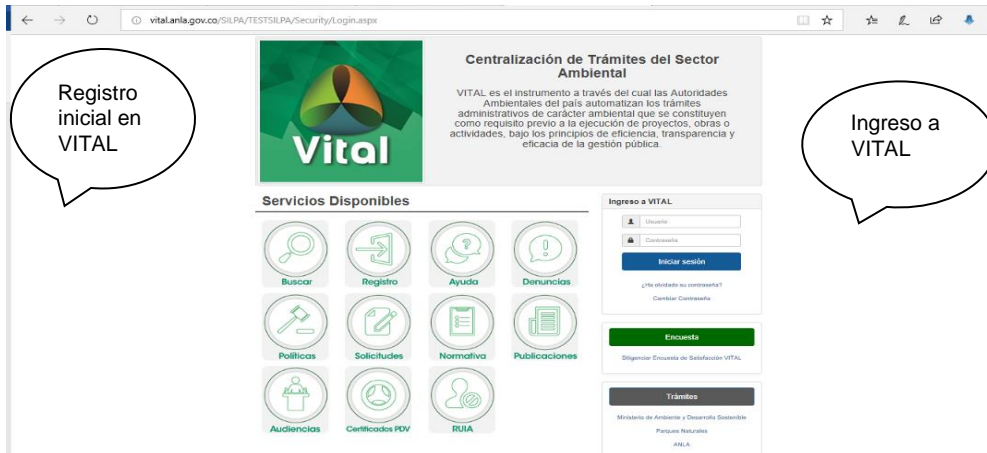 vital.anla.gov.co/SILPA/TESTSILPA/Security/Login.aspx
Registro
inicial en
VITAL
Vital
Centralización de Trámites del Sector
Ambiental
VITAL es el instrumento a través del cual las Autoridades
Ambientales del país automatizan los trámites
administrativos de carácter ambiental que se constituyen
como requisito previo a la ejecución de proyectos, obras o
actividades, bajo los principios de eficiencia, transparencia y
eficacia de la gestión pública.
Ingreso a
VITAL
Servicios Disponibles
Buscar
Registro
Ayuda
Denuncias
Políticas
Solicitudes
Normativa
Publicaciones
Audiencias
Certificados PDV
RUIA
Ingreso a VITAL
Usuario
Contraseña
Iniciar sesión
¿Ha olvidado su contraseña?
Cambiar Contraseña
Encuesta
Diligenciar Encuesta de Satisfacción VITAL
Trámites
Ministerio de Ambiente y Desarrollo Sostenible
Parques Naturales
ANLA